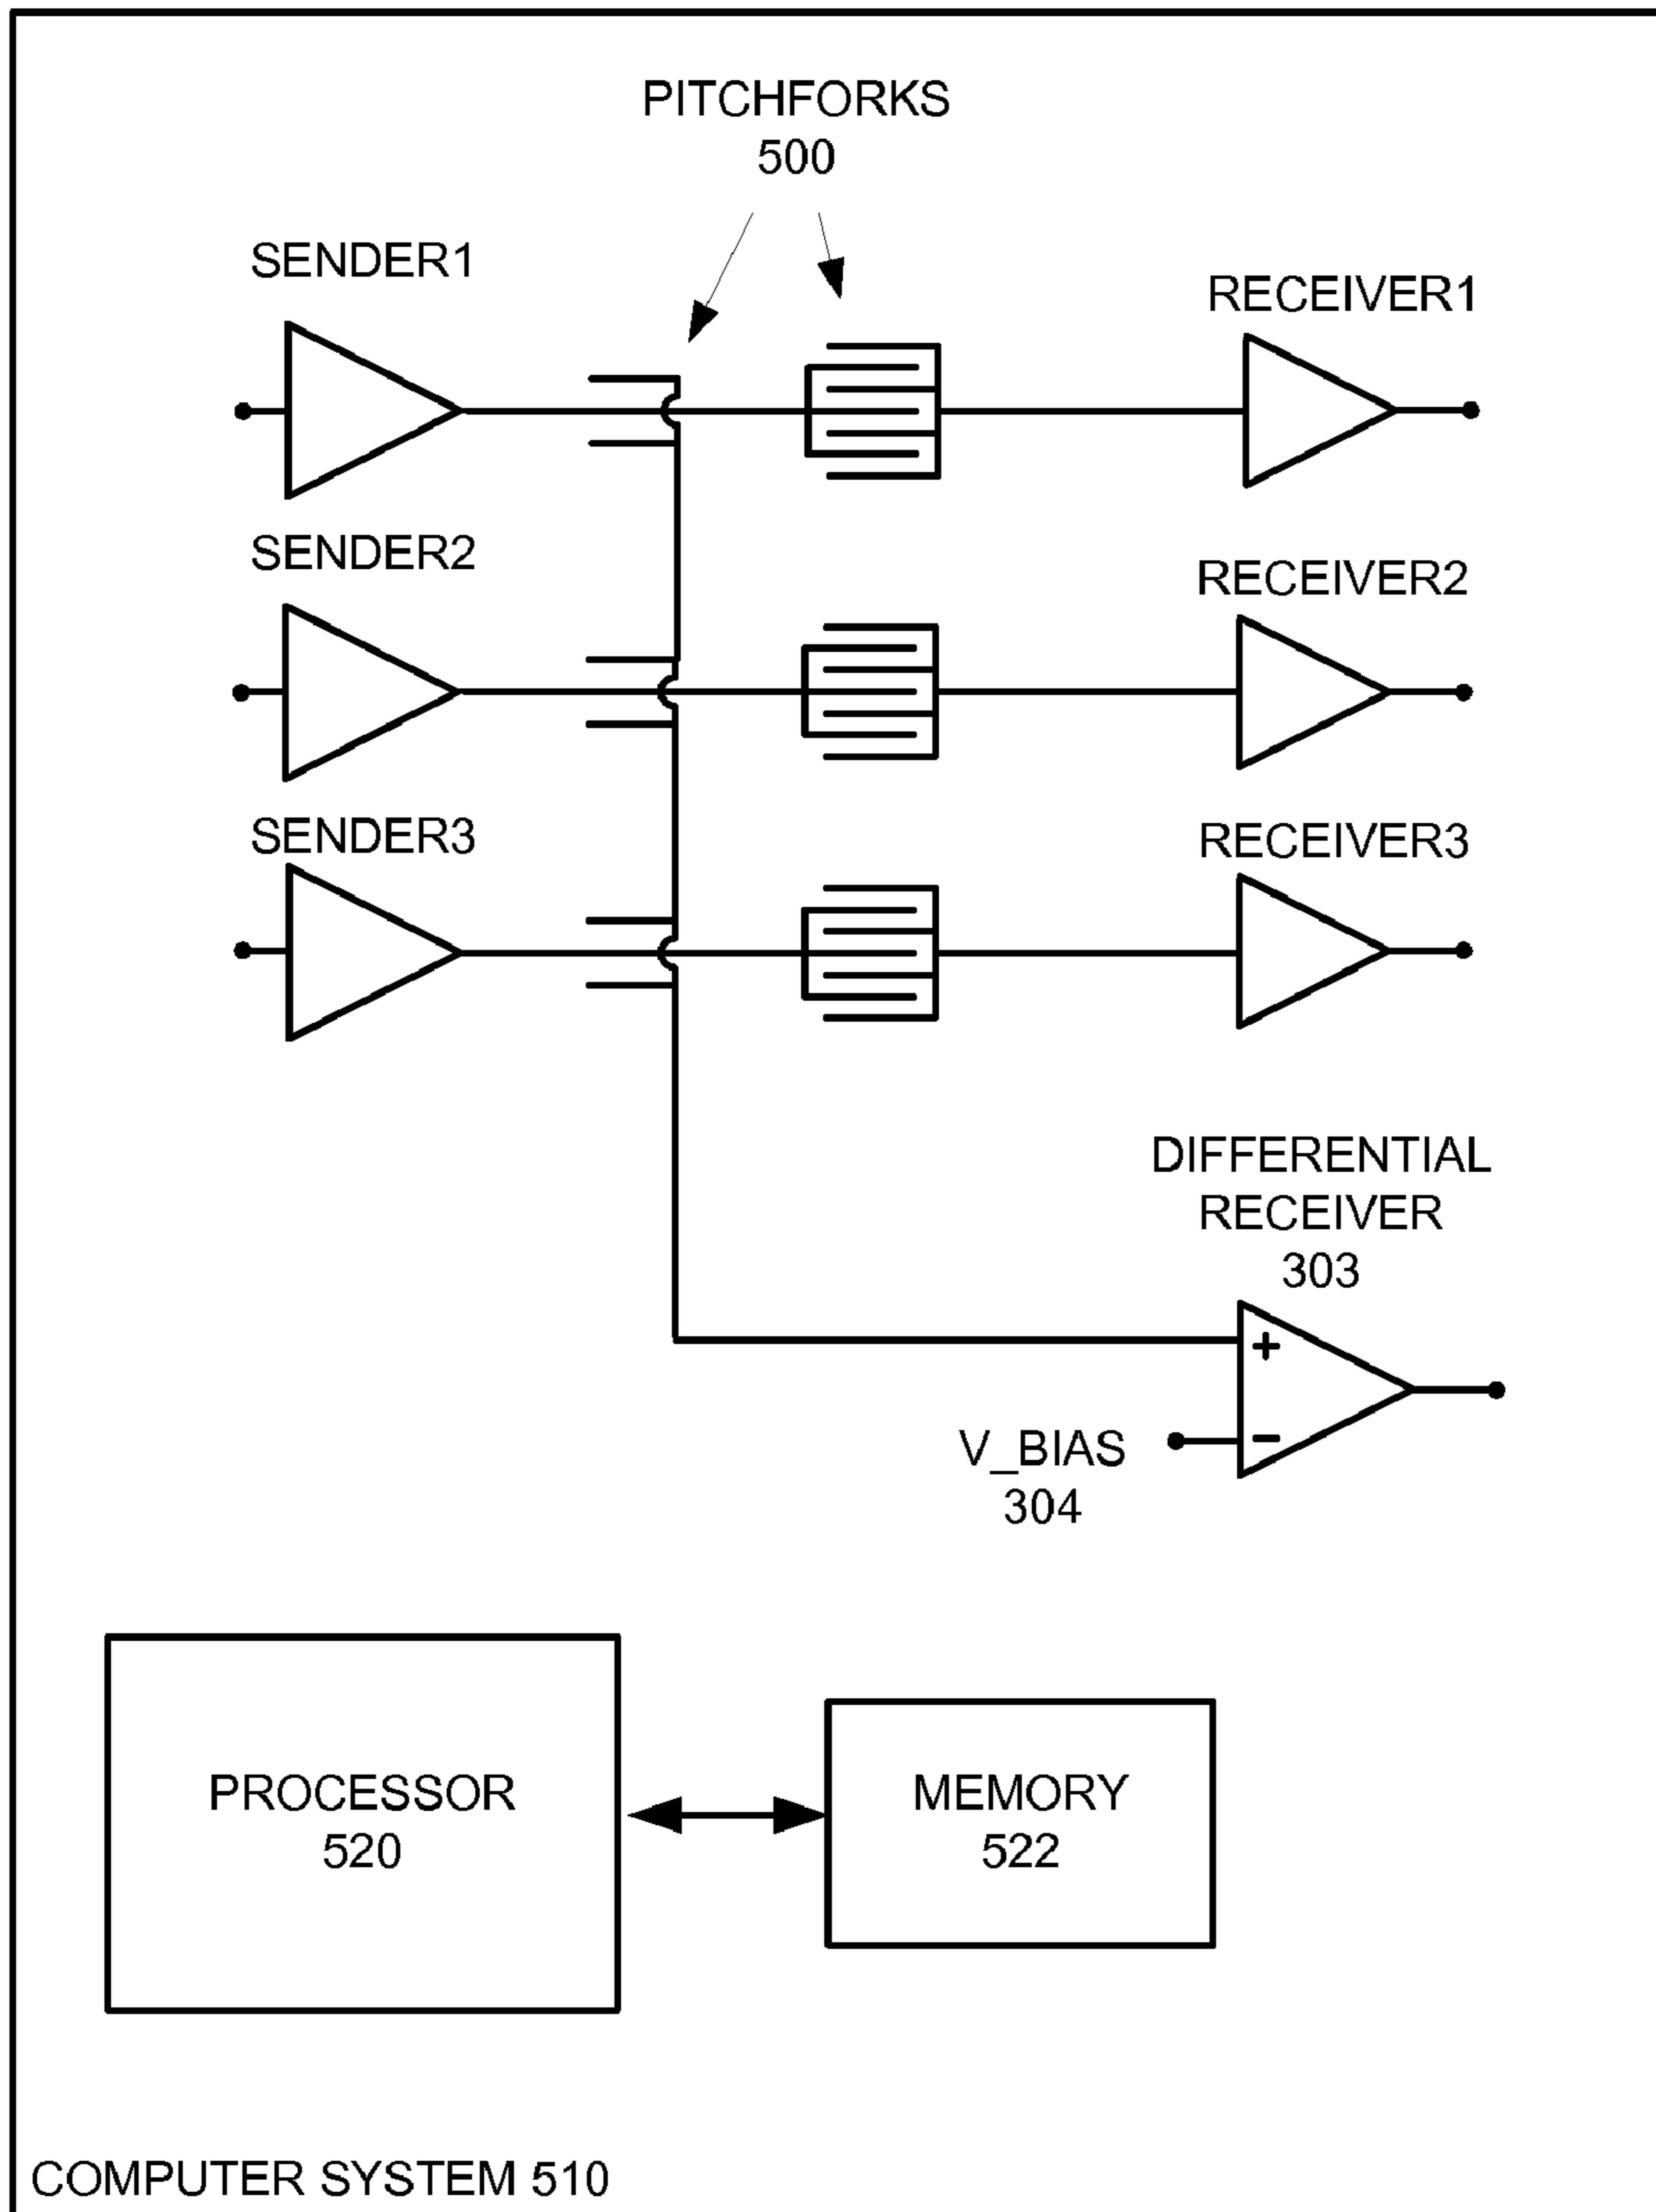 PITCHFORKS
500
SENDER1
RECEIVER1
SENDER2
RECEIVER2
SENDER3
RECEIVER3
DIFFERENTIAL
RECEIVER
303
+
V_BIAS
304
−
PROCESSOR
520
MEMORY
522
COMPUTER SYSTEM 510